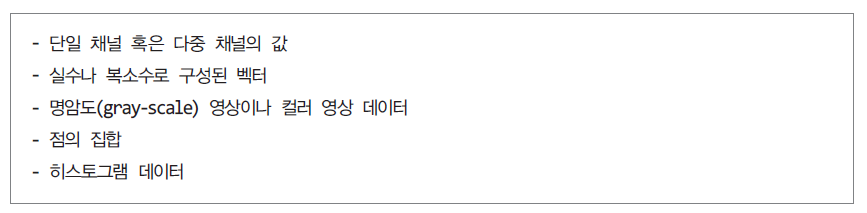 - 단일 채널 혹은 다중 채널의 값
- 실수나 복소수로 구성된 벡터
- 명암도(gray-scale) 영상이나 컬러 영상 데이터
- 점의 집합
- 히스토그램 데이터